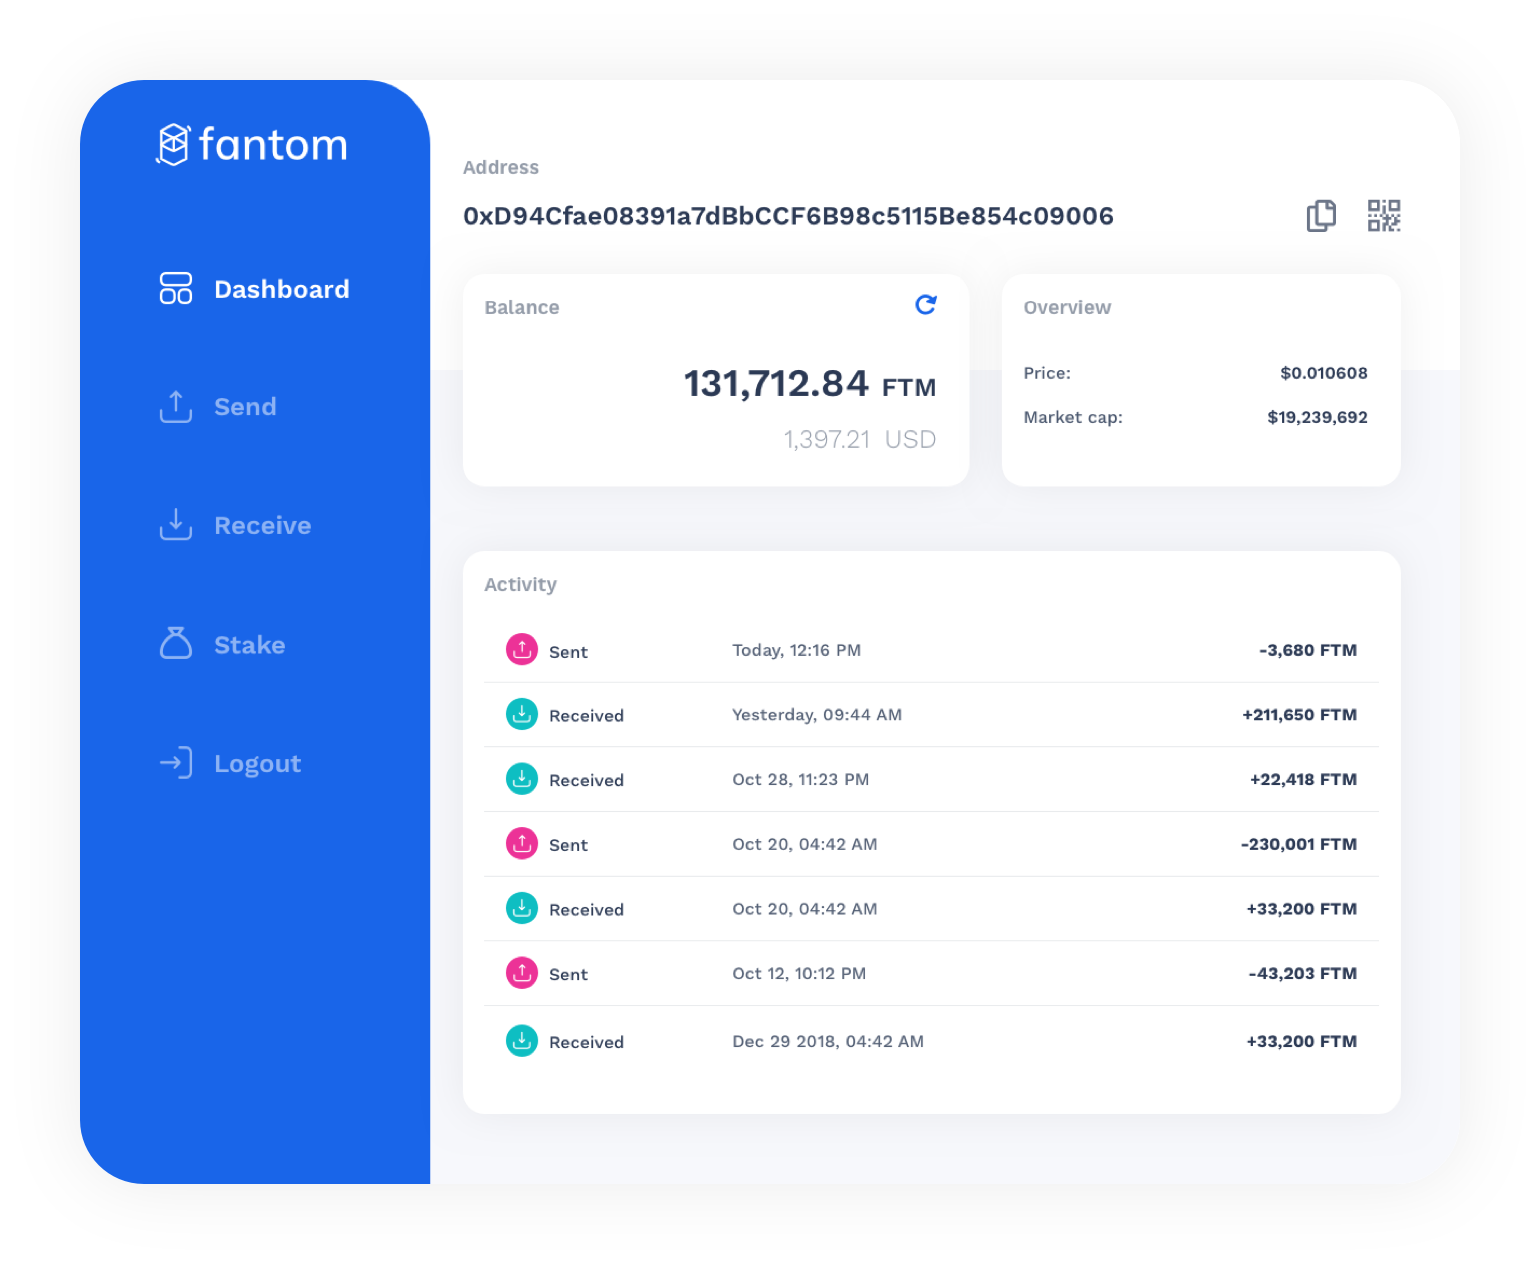 fantom
Dashboard
Send
Receive
Stake
Logout
Address
0xD94Cfae08391a7dBbCCF6B98c5115Be854c09006
Balance
131,712.84 FTM
1,397.21 USD
Overview
Price: $0.010608
Market cap: $19,239,692
Activity
Sent Today, 12:16 PM -3,680 FTM
Received Yesterday, 09:44 AM +211,650 FTM
Received Oct 28, 11:23 PM +22,418 FTM
Sent Oct 20, 04:42 AM -230,001 FTM
Received Oct 20, 04:42 AM +33,200 FTM
Sent Oct 12, 10:12 PM -43,203 FTM
Received Dec 29 2018, 04:42 AM +33,200 FTM